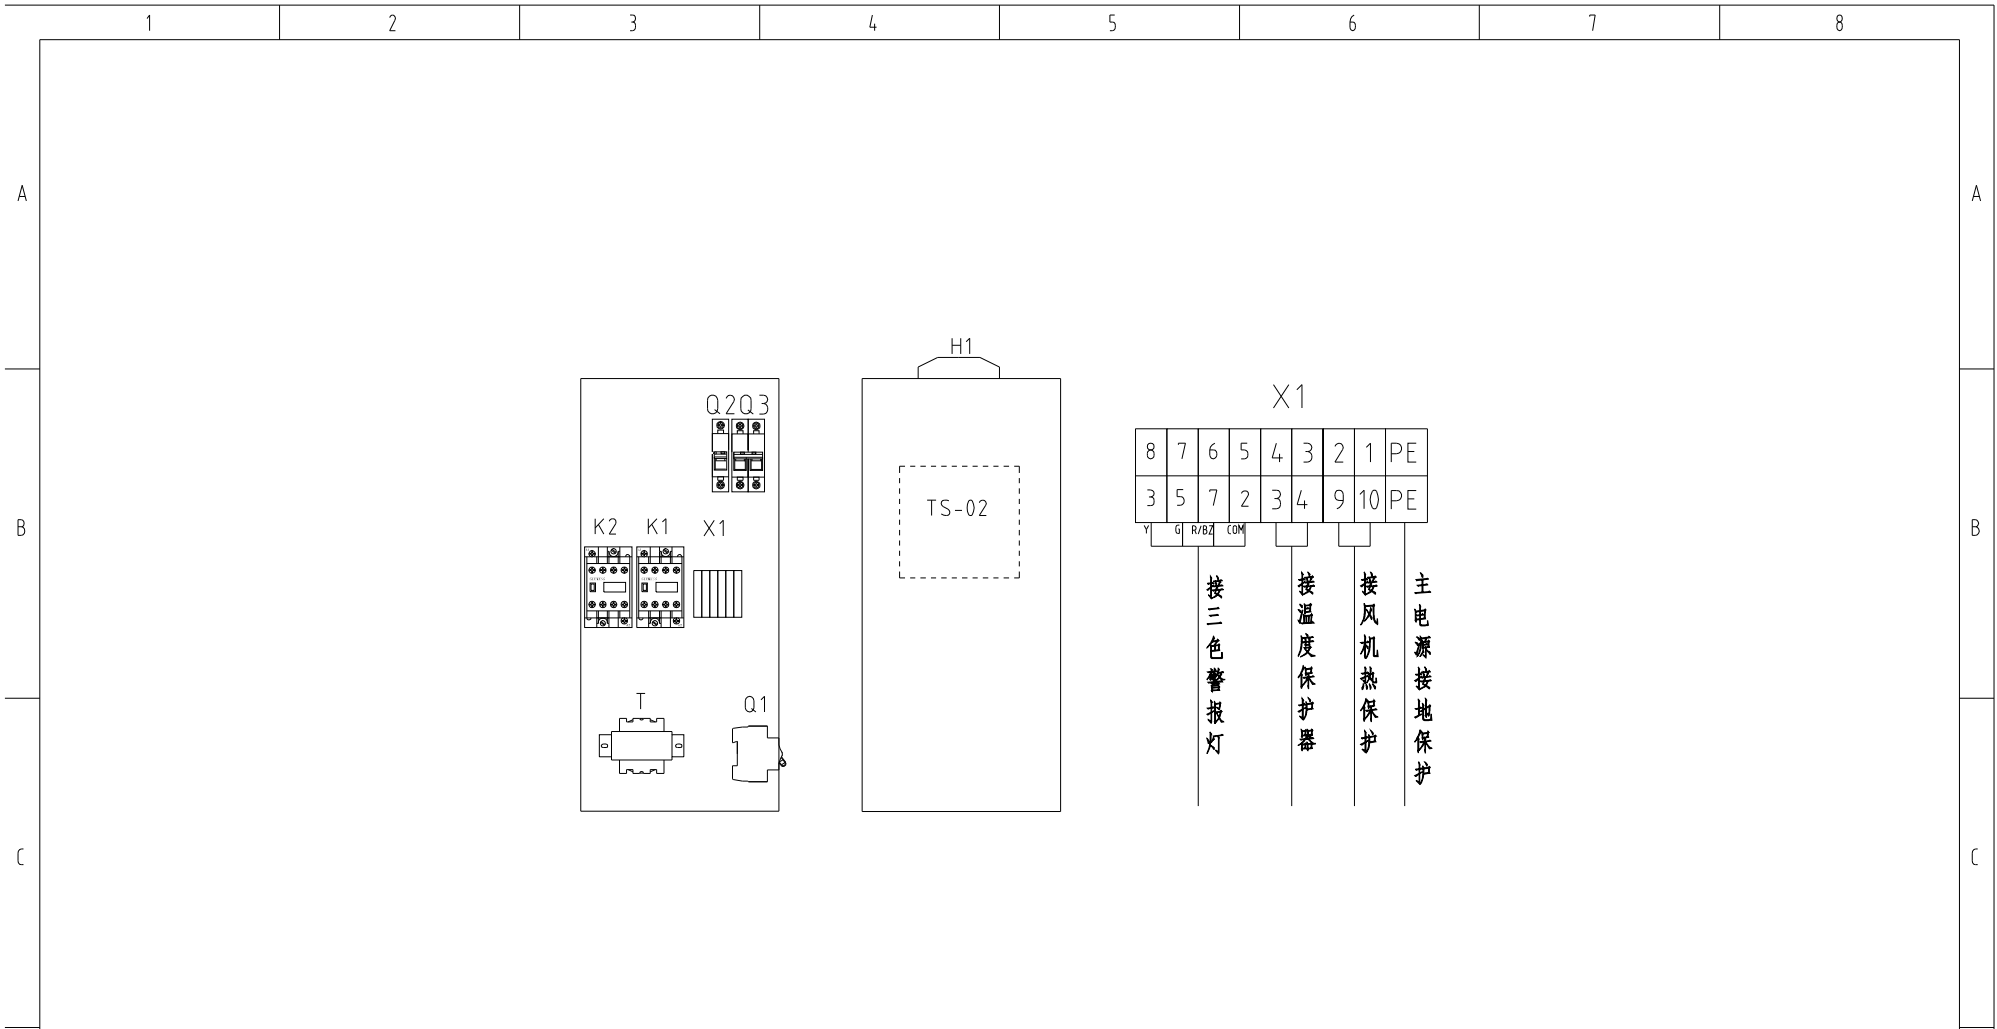 1 2 3 4 5 6 7 8
A A
H1
X1
Q2 Q3
8 7 6 5 4 3 2 1 PE
3 5 7 2 3 4 9 10 PE
TS-02
B K2 K1 X1 B
Y G R/BZ COM
接三色警报灯
接温度保护器
接风机热保护
主电源接地保护
T Q1
C C